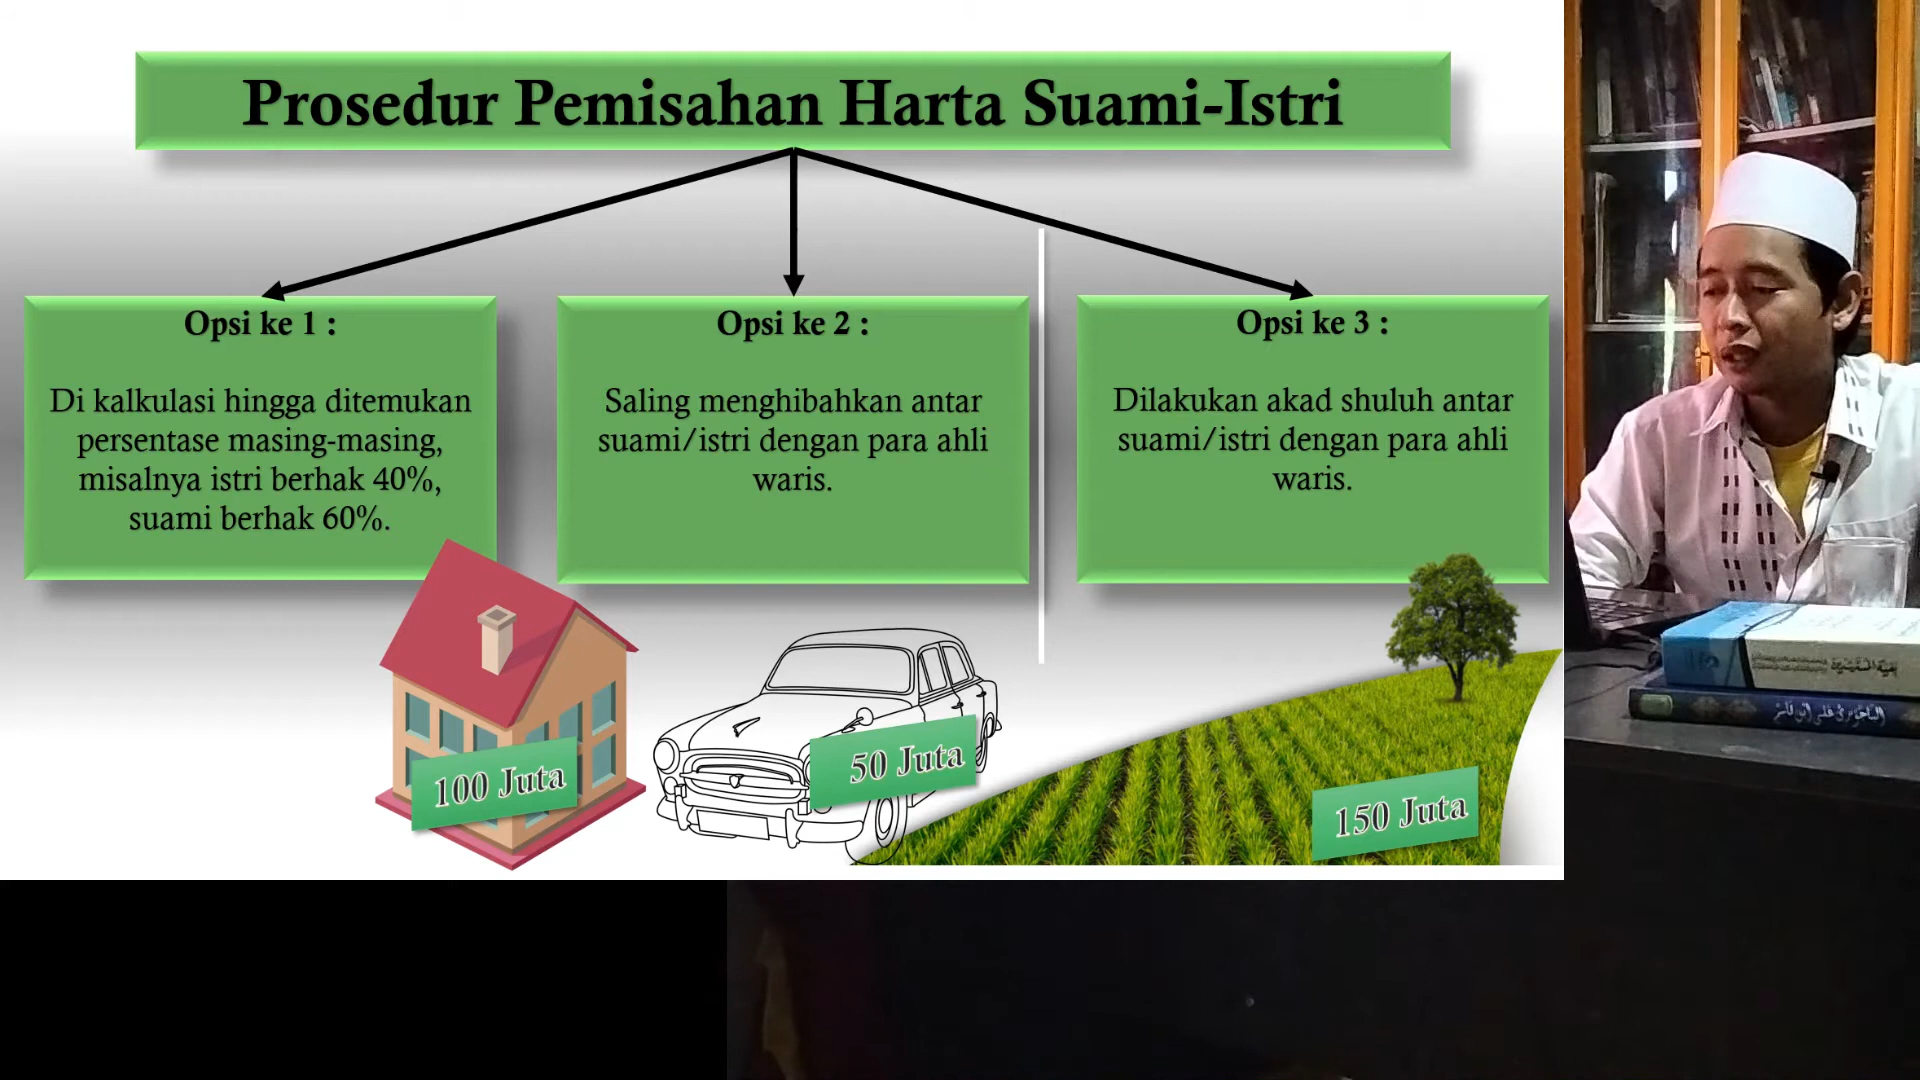 Prosedur Pemisahan Harta Suami-Istri
Opsi ke 1 :
Di kalkulasi hingga ditemukan
persentase masing-masing,
misalnya istri berhak 40%,
suami berhak 60%.
Opsi ke 2 :
Saling menghibahkan antar
suami/istri dengan para ahli
waris.
Opsi ke 3 :
Dilakukan akad shuluh antar
suami/istri dengan para ahli
waris.
100 Juta
50 Juta
150 Juta
بغية المسترشدين